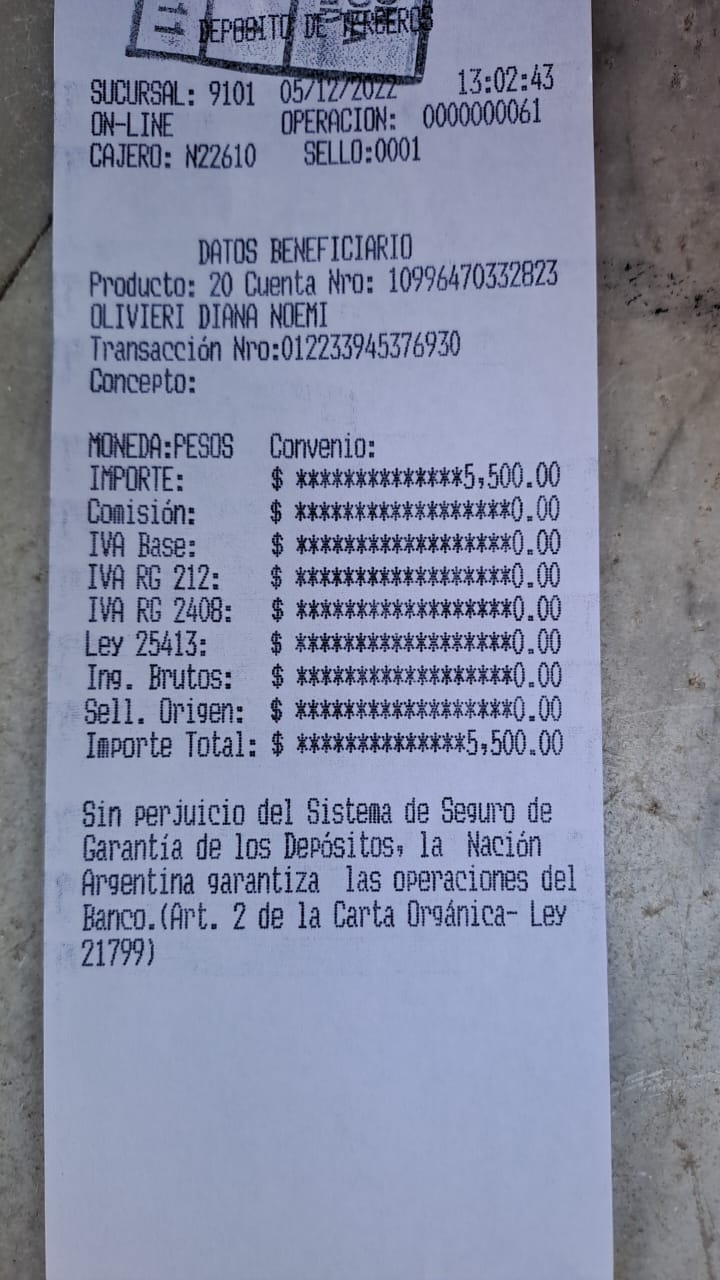 DEPOSITO DE TERCEROS
SUCURSAL: 9101 05/12/2022 13:02:43
ON-LINE OPERACION: 0000000061
CAJERO: N22610 SELLO:0001
DATOS BENEFICIARIO
Producto: 20 Cuenta Nro: 10996470332823
OLIVIERI DIANA NOEMI
Transacción Nro:012233945376930
Concepto:
MONEDA:PESOS Convenio:
IMPORTE: $ **************5,500.00
Comisión: $ ******************0.00
IVA Base: $ ******************0.00
IVA RG 212: $ ******************0.00
IVA RG 2408: $ ******************0.00
Ley 25413: $ ******************0.00
Ing. Brutos: $ ******************0.00
Sell. Origen: $ ******************0.00
Importe Total: $ **************5,500.00
Sin perjuicio del Sistema de Seguro de
Garantía de los Depósitos, la Nación
Argentina garantiza las operaciones del
Banco.(Art. 2 de la Carta Orgánica- Ley
21799)